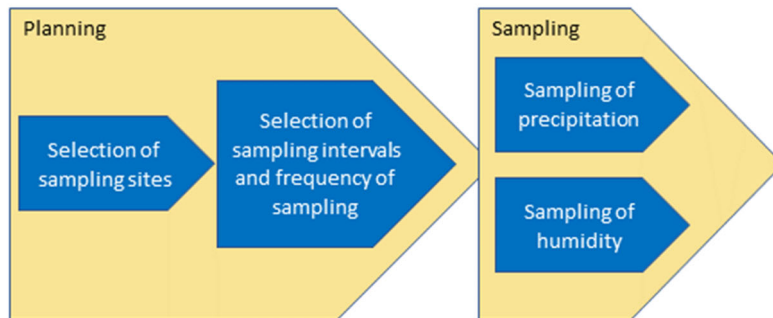 Planning
Selection of
sampling sites
Selection of
sampling intervals
and frequency of
sampling
Sampling
Sampling of
precipitation
Sampling of
humidity